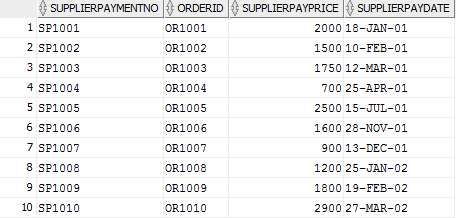 SUPPLIERPAYMENTNO ORDERID SUPPLIERPAYPRICE SUPPLIERPAYDATE
1 SP1001 OR1001 2000 18-JAN-01
2 SP1002 OR1002 1500 10-FEB-01
3 SP1003 OR1003 1750 12-MAR-01
4 SP1004 OR1004 700 25-APR-01
5 SP1005 OR1005 2500 15-JUL-01
6 SP1006 OR1006 1600 28-NOV-01
7 SP1007 OR1007 900 13-DEC-01
8 SP1008 OR1008 1200 25-JAN-02
9 SP1009 OR1009 1800 19-FEB-02
10 SP1010 OR1010 2900 27-MAR-02